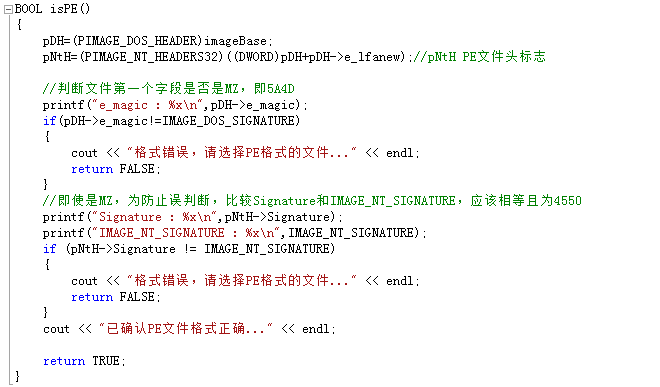 BOOL isPE()
{
    pDH=(PIMAGE_DOS_HEADER)imageBase;
    pNtH=(PIMAGE_NT_HEADERS32)((DWORD)pDH+pDH->e_lfanew);//pNtH PE文件头标志

    //判断文件第一个字段是否是MZ，即5A4D
    printf("e_magic : %x\n",pDH->e_magic);
    if(pDH->e_magic!=IMAGE_DOS_SIGNATURE)
    {
        cout << "格式错误，请选择PE格式的文件..." << endl;
        return FALSE;
    }
    //即使是MZ，为防止误判断，比较Signature和IMAGE_NT_SIGNATURE，应该相等且为4550
    printf("Signature : %x\n",pNtH->Signature);
    printf("IMAGE_NT_SIGNATURE : %x\n",IMAGE_NT_SIGNATURE);
    if (pNtH->Signature != IMAGE_NT_SIGNATURE)
    {
        cout << "格式错误，请选择PE格式的文件..." << endl;
        return FALSE;
    }
    cout << "已确认PE文件格式正确..." << endl;

    return TRUE;
}